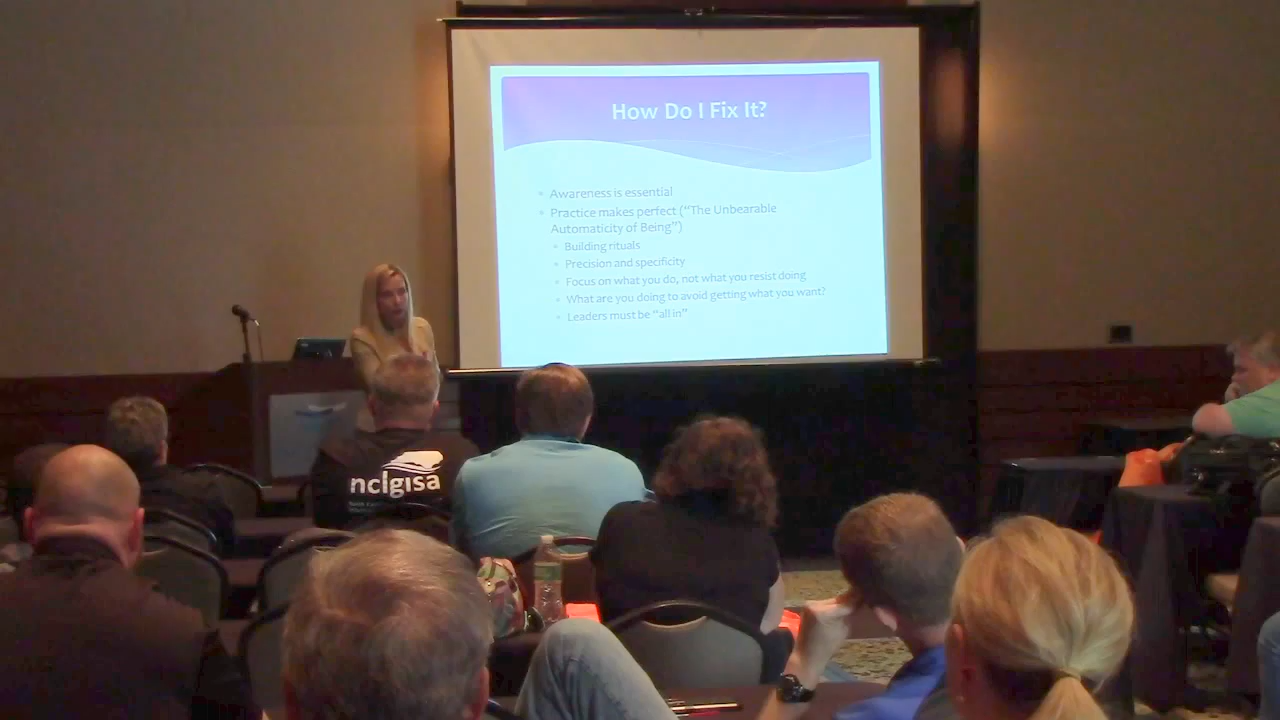 How Do I Fix It?
Awareness is essential
Practice makes perfect ("The Unbearable
Automaticity of Being")
Building rituals
Precision and specificity
Focus on what you do, not what you resist doing
What are you doing to avoid getting what you want?
Leaders must be "all in"
nclgisa